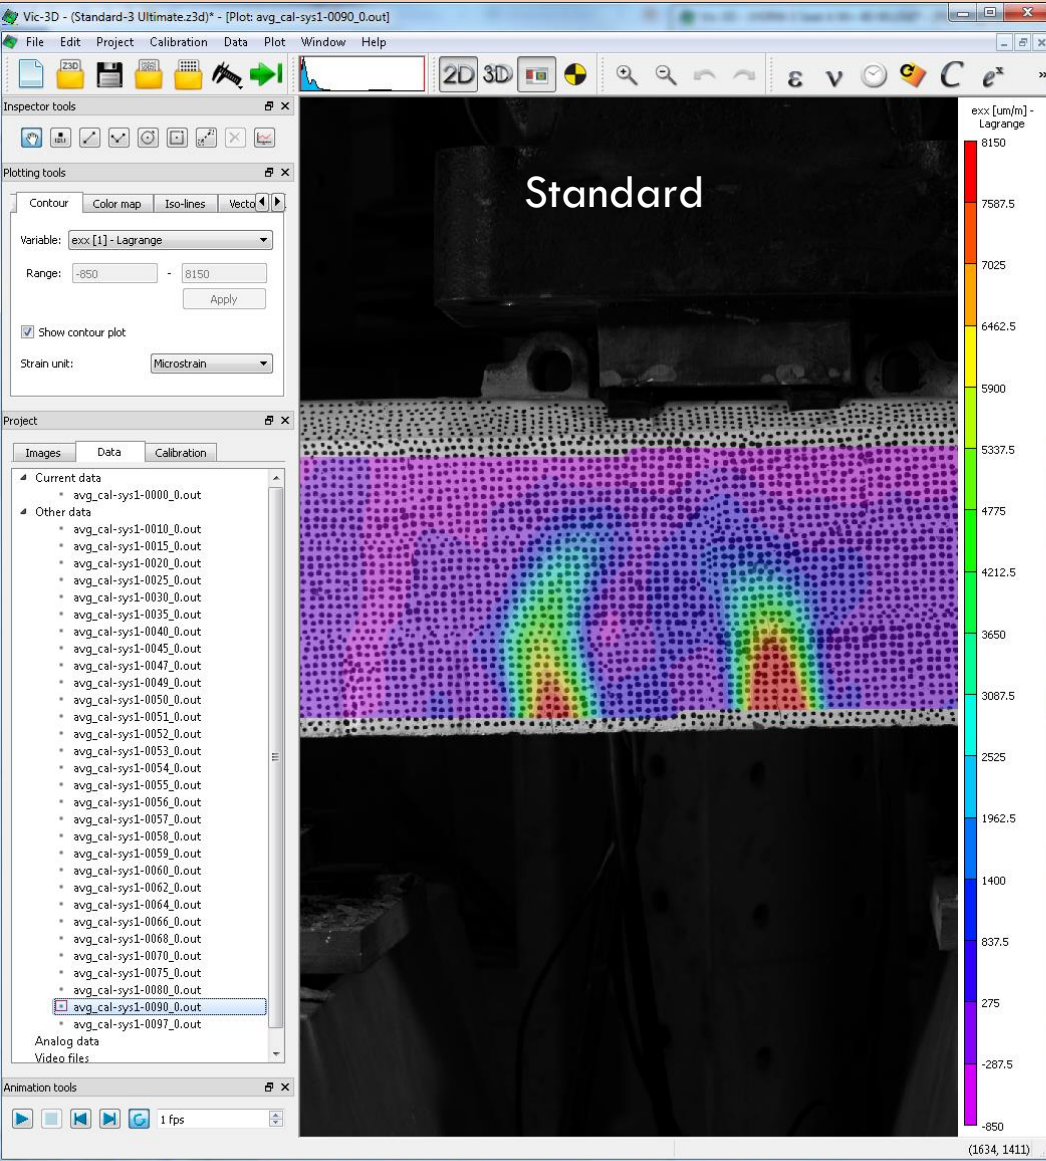 Vic-3D - (Standard-3 Ultimate.z3d)* - [Plot: avg_cal-sys1-0090_0.out]
File Edit Project Calibration Data Plot Window Help
Z3D
2D 3D ε ν C eˣ »
Inspector tools
Plotting tools
Contour Color map Iso-lines Vecto
Variable: exx [1] - Lagrange
Range: -850 - 8150
Apply
Show contour plot
Strain unit: Microstrain
Project
Images Data Calibration
Current data
avg_cal-sys1-0000_0.out
Other data
avg_cal-sys1-0010_0.out
avg_cal-sys1-0015_0.out
avg_cal-sys1-0020_0.out
avg_cal-sys1-0025_0.out
avg_cal-sys1-0030_0.out
avg_cal-sys1-0035_0.out
avg_cal-sys1-0040_0.out
avg_cal-sys1-0045_0.out
avg_cal-sys1-0047_0.out
avg_cal-sys1-0049_0.out
avg_cal-sys1-0050_0.out
avg_cal-sys1-0051_0.out
avg_cal-sys1-0052_0.out
avg_cal-sys1-0053_0.out
avg_cal-sys1-0054_0.out
avg_cal-sys1-0055_0.out
avg_cal-sys1-0056_0.out
avg_cal-sys1-0057_0.out
avg_cal-sys1-0058_0.out
avg_cal-sys1-0059_0.out
avg_cal-sys1-0060_0.out
avg_cal-sys1-0062_0.out
avg_cal-sys1-0064_0.out
avg_cal-sys1-0066_0.out
avg_cal-sys1-0068_0.out
avg_cal-sys1-0070_0.out
avg_cal-sys1-0075_0.out
avg_cal-sys1-0080_0.out
avg_cal-sys1-0090_0.out
avg_cal-sys1-0097_0.out
Analog data
Video files
Animation tools
1 fps
Standard
exx [um/m] -
Lagrange
8150
7587.5
7025
6462.5
5900
5337.5
4775
4212.5
3650
3087.5
2525
1962.5
1400
837.5
275
-287.5
-850
(1634, 1411)